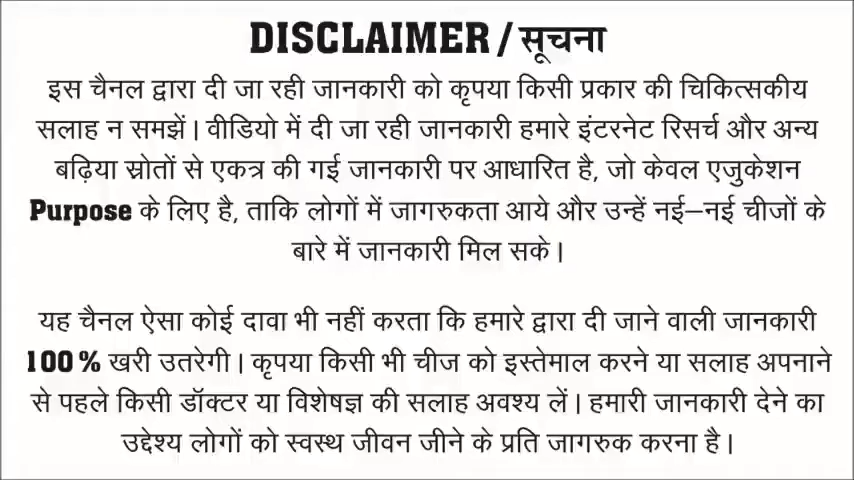 DISCLAIMER / सूचना
इस चैनल द्वारा दी जा रही जानकारी को कृपया किसी प्रकार की चिकित्सकीय
सलाह न समझें। वीडियो में दी जा रही जानकारी हमारे इंटरनेट रिसर्च और अन्य
बढ़िया स्रोतों से एकत्र की गई जानकारी पर आधारित है, जो केवल एजुकेशन
Purpose के लिए है, ताकि लोगों में जागरुकता आये और उन्हें नई–नई चीजों के
बारे में जानकारी मिल सके।
यह चैनल ऐसा कोई दावा भी नहीं करता कि हमारे द्वारा दी जाने वाली जानकारी
100% खरी उतरेगी। कृपया किसी भी चीज को इस्तेमाल करने या सलाह अपनाने
से पहले किसी डॉक्टर या विशेषज्ञ की सलाह अवश्य लें। हमारी जानकारी देने का
उद्देश्य लोगों को स्वस्थ जीवन जीने के प्रति जागरुक करना है।